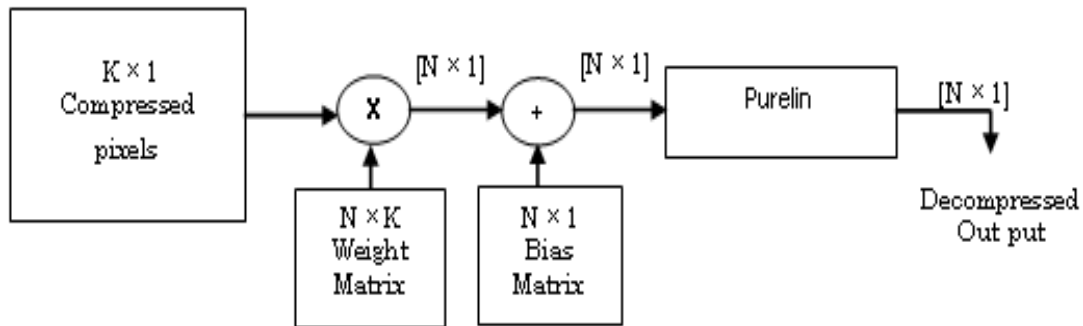 K × 1
Compressed
pixels
X
[N × 1]
+
[N × 1]
Purelin
[N × 1]
Decompressed
Out put
N × K
Weight
Matrix
N × 1
Bias
Matrix